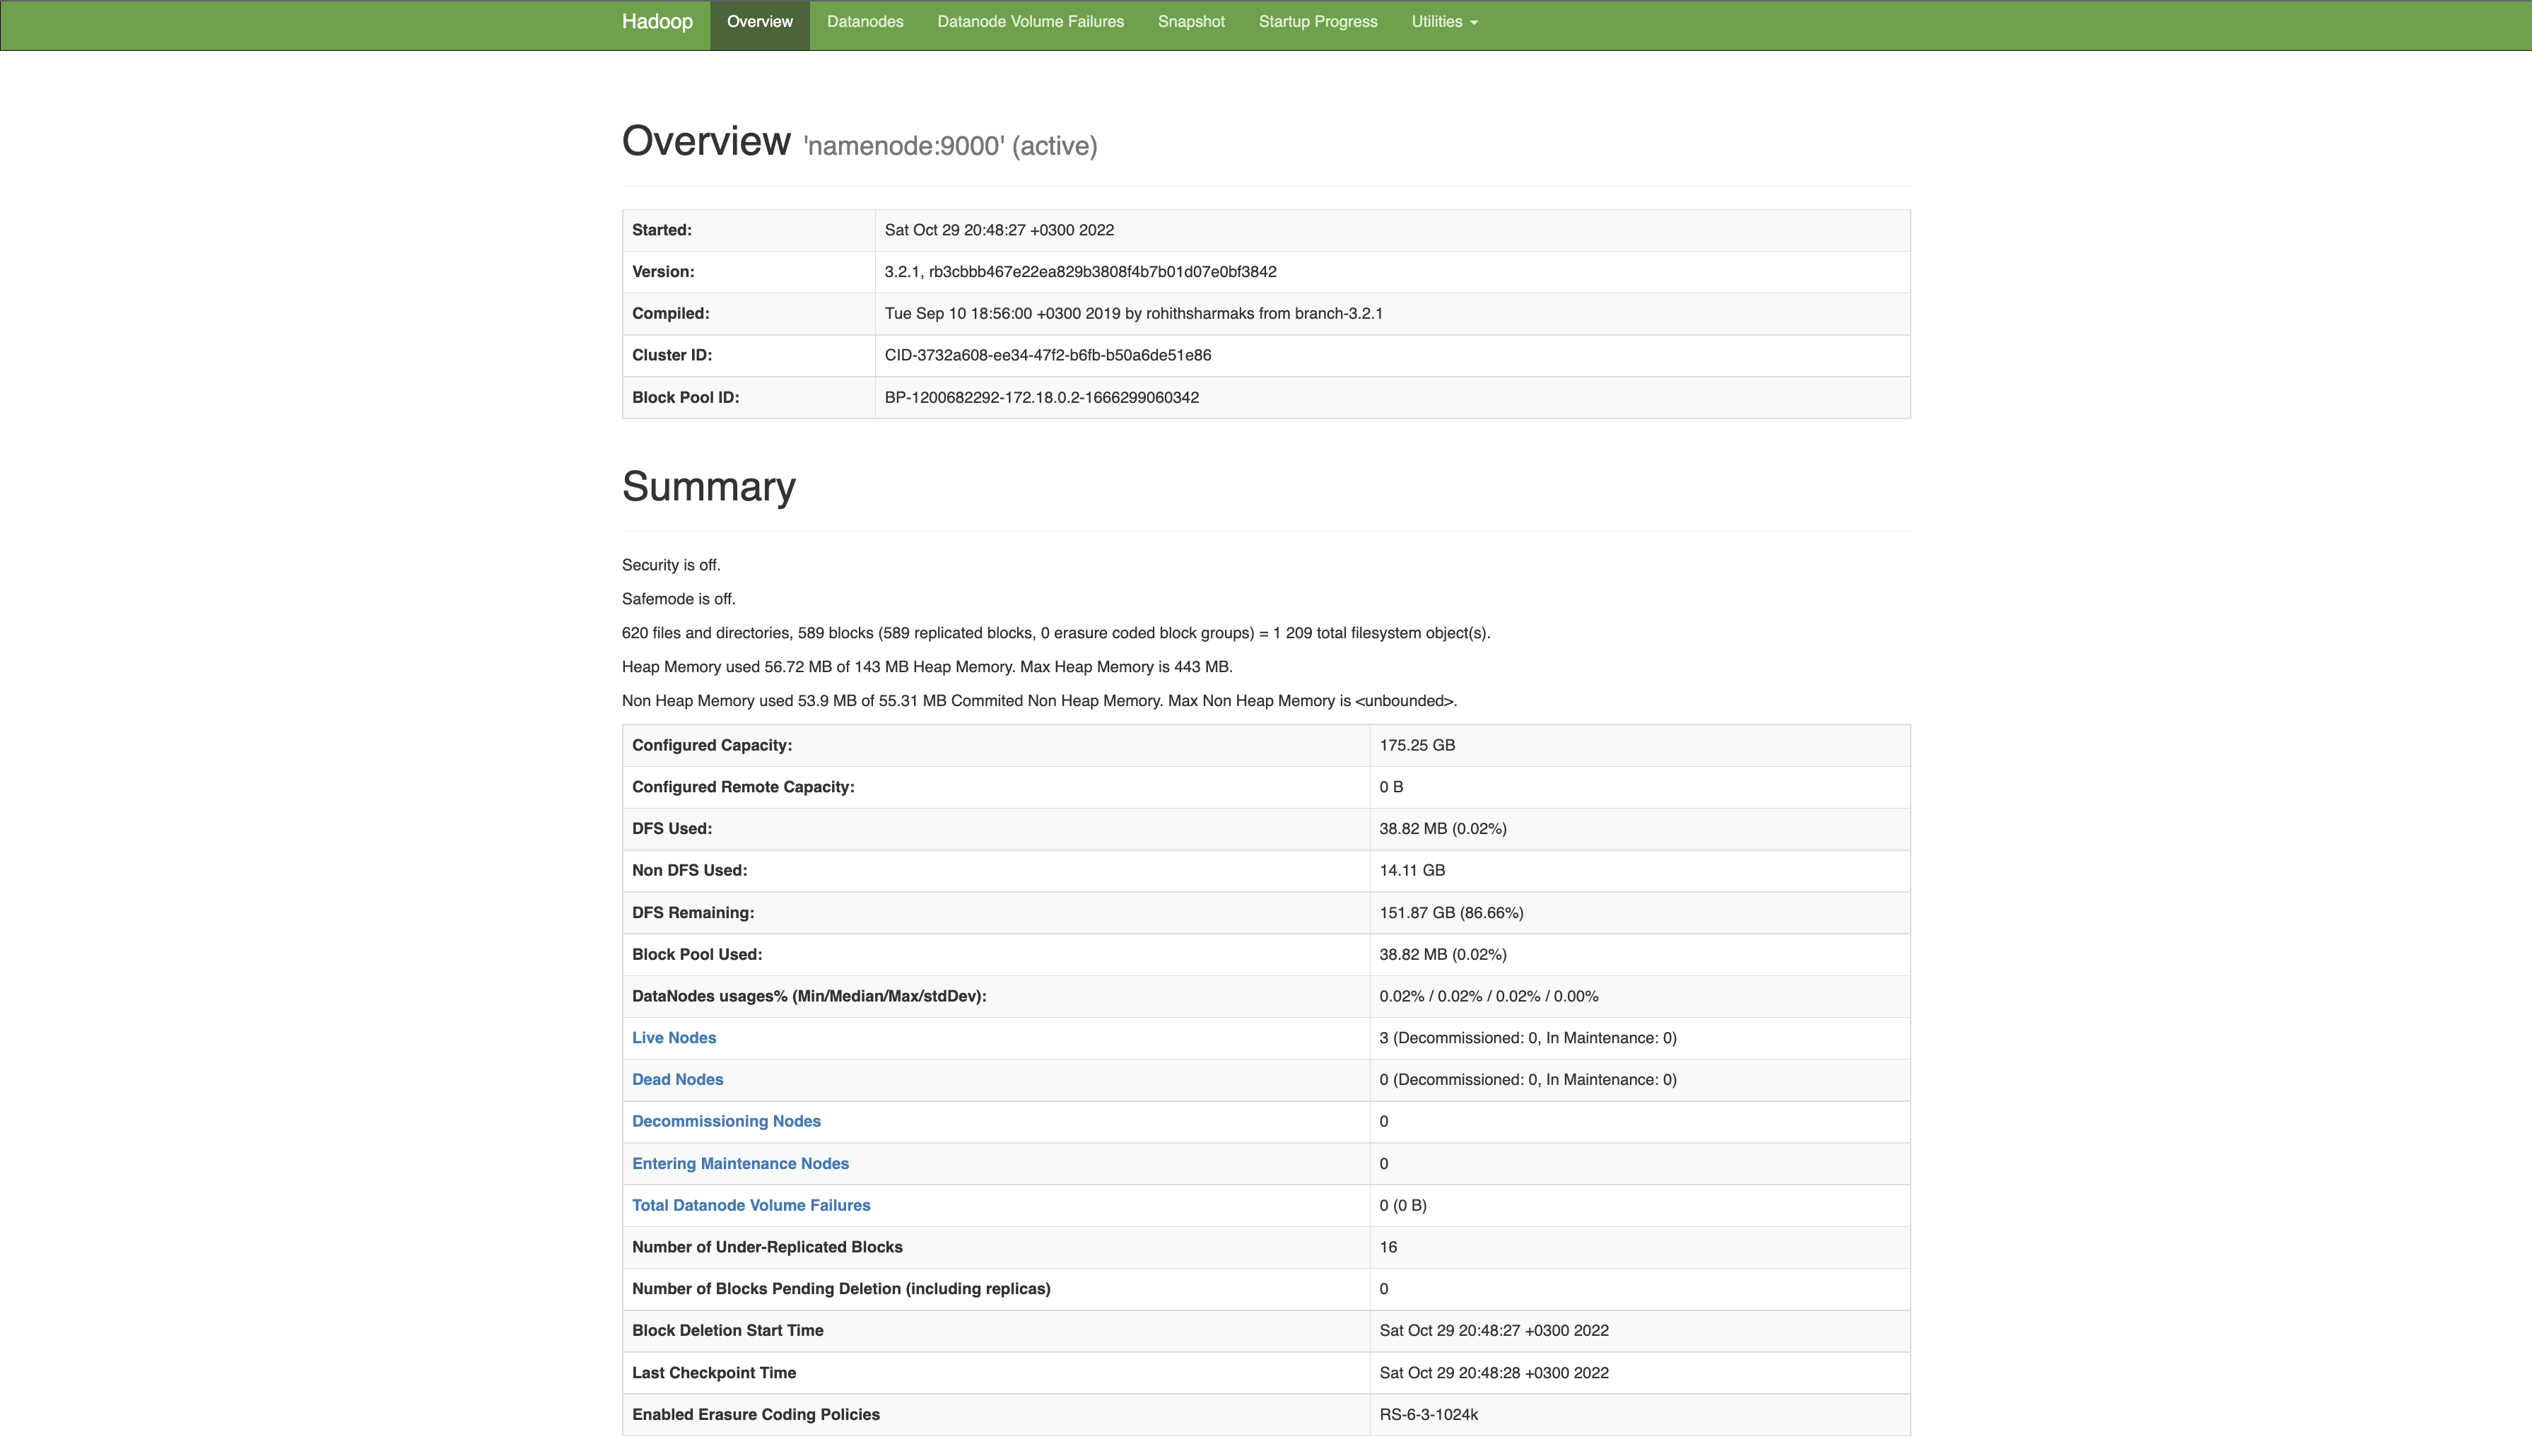 Hadoop Overview Datanodes Datanode Volume Failures Snapshot Startup Progress Utilities
Overview 'namenode:9000' (active)
Started: Sat Oct 29 20:48:27 +0300 2022
Version: 3.2.1, rb3cbbb467e22ea829b3808f4b7b01d07e0bf3842
Compiled: Tue Sep 10 18:56:00 +0300 2019 by rohithsharmaks from branch-3.2.1
Cluster ID: CID-3732a608-ee34-47f2-b6fb-b50a6de51e86
Block Pool ID: BP-1200682292-172.18.0.2-1666299060342
Summary
Security is off.
Safemode is off.
620 files and directories, 589 blocks (589 replicated blocks, 0 erasure coded block groups) = 1 209 total filesystem object(s).
Heap Memory used 56.72 MB of 143 MB Heap Memory. Max Heap Memory is 443 MB.
Non Heap Memory used 53.9 MB of 55.31 MB Commited Non Heap Memory. Max Non Heap Memory is <unbounded>.
Configured Capacity: 175.25 GB
Configured Remote Capacity: 0 B
DFS Used: 38.82 MB (0.02%)
Non DFS Used: 14.11 GB
DFS Remaining: 151.87 GB (86.66%)
Block Pool Used: 38.82 MB (0.02%)
DataNodes usages% (Min/Median/Max/stdDev): 0.02% / 0.02% / 0.02% / 0.00%
Live Nodes 3 (Decommissioned: 0, In Maintenance: 0)
Dead Nodes 0 (Decommissioned: 0, In Maintenance: 0)
Decommissioning Nodes 0
Entering Maintenance Nodes 0
Total Datanode Volume Failures 0 (0 B)
Number of Under-Replicated Blocks 16
Number of Blocks Pending Deletion (including replicas) 0
Block Deletion Start Time Sat Oct 29 20:48:27 +0300 2022
Last Checkpoint Time Sat Oct 29 20:48:28 +0300 2022
Enabled Erasure Coding Policies RS-6-3-1024k